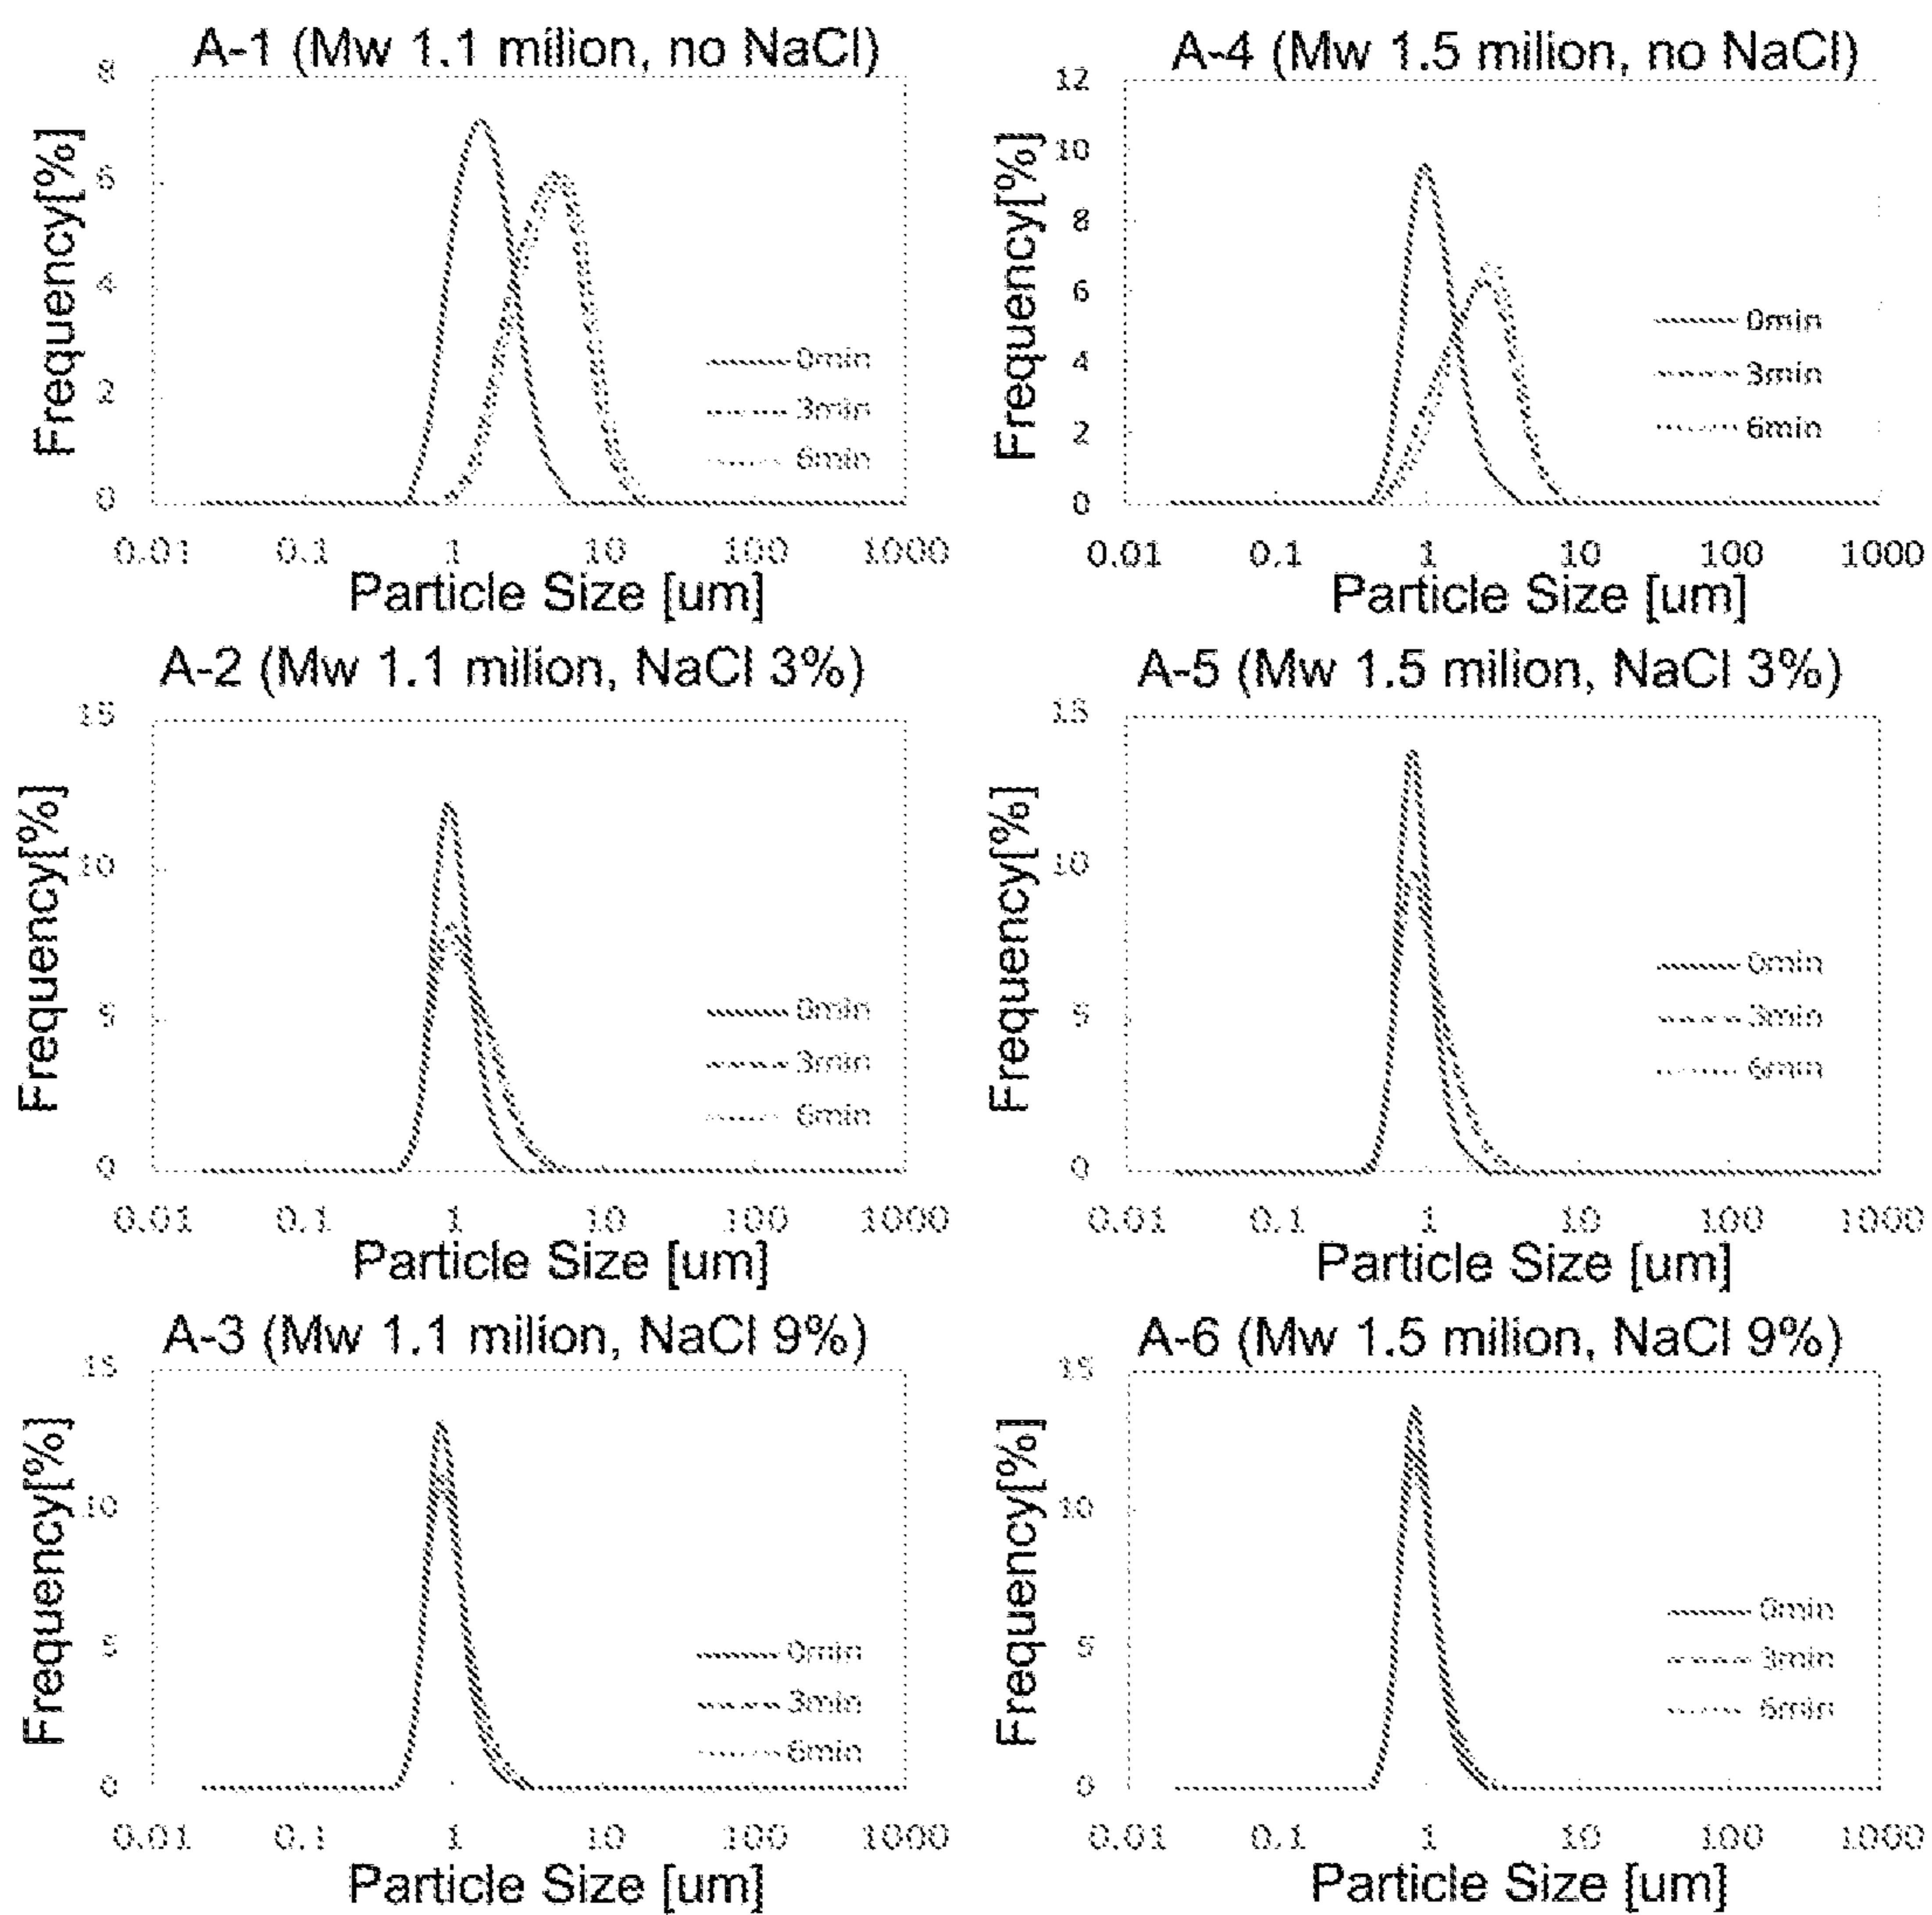 A-1 (Mw 1.1 milion, no NaCl)
Frequency[%]
8
6
4
2
0
0min
3min
6min
0.01 0.1 1 10 100 1000
Particle Size [um]
A-4 (Mw 1.5 milion, no NaCl)
Frequency[%]
12
10
8
6
4
2
0
0min
3min
6min
0.01 0.1 1 10 100 1000
Particle Size [um]
A-2 (Mw 1.1 milion, NaCl 3%)
Frequency[%]
15
10
5
0
0min
3min
6min
0.01 0.1 1 10 100 1000
Particle Size [um]
A-5 (Mw 1.5 milion, NaCl 3%)
Frequency[%]
15
10
5
0
0min
3min
6min
0.01 0.1 1 10 100 1000
Particle Size [um]
A-3 (Mw 1.1 milion, NaCl 9%)
Frequency[%]
15
10
5
0
0min
3min
6min
0.01 0.1 1 10 100 1000
Particle Size [um]
A-6 (Mw 1.5 milion, NaCl 9%)
Frequency[%]
15
10
5
0
0min
3min
6min
0.01 0.1 1 10 100 1000
Particle Size [um]